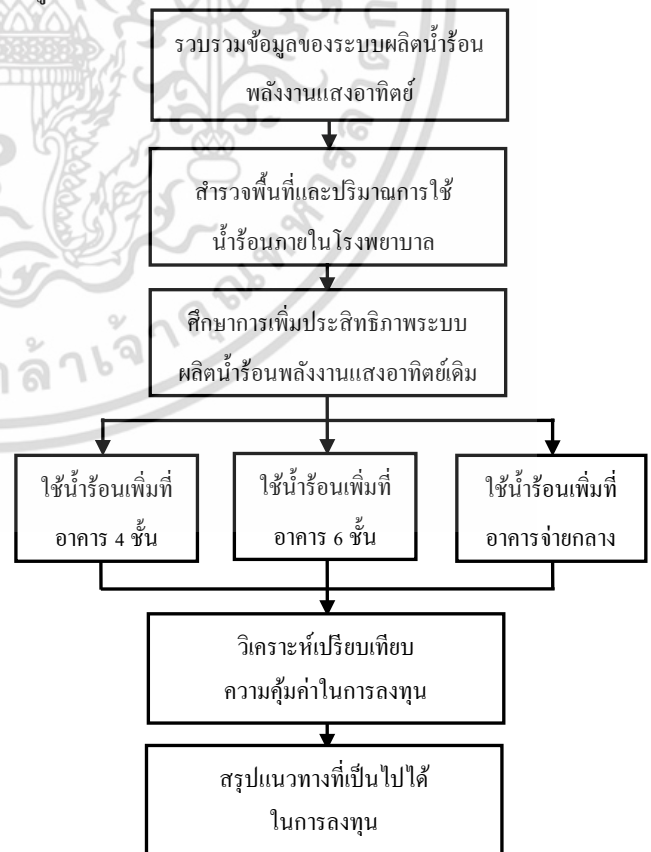 รวบรวมข้อมูลของระบบผลิตน้ำร้อน
พลังงานแสงอาทิตย์
สำรวจพื้นที่และปริมาณการใช้
น้ำร้อนภายในโรงพยาบาล
ศึกษาการเพิ่มประสิทธิภาพระบบ
ผลิตน้ำร้อนพลังงานแสงอาทิตย์เดิม
ใช้น้ำร้อนเพิ่มที่
อาคาร 4 ชั้น
ใช้น้ำร้อนเพิ่มที่
อาคาร 6 ชั้น
ใช้น้ำร้อนเพิ่มที่
อาคารจ่ายกลาง
วิเคราะห์เปรียบเทียบ
ความคุ้มค่าในการลงทุน
สรุปแนวทางที่เป็นไปได้
ในการลงทุน